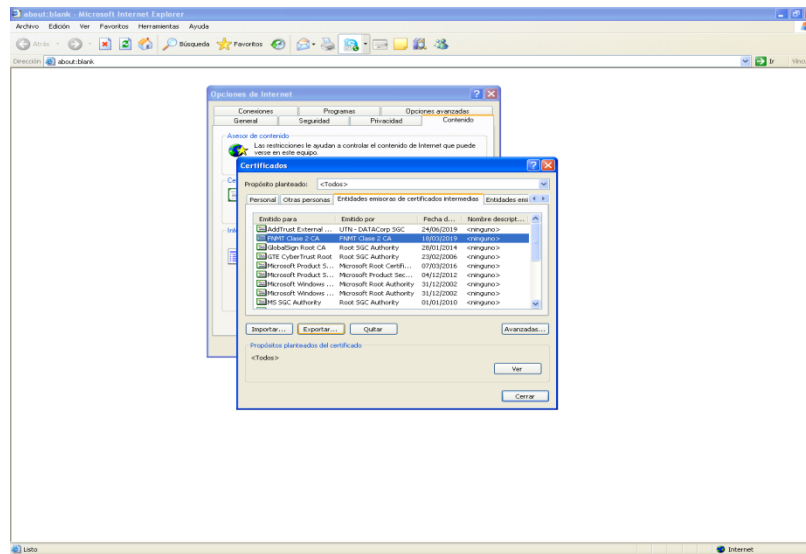 about:blank - Microsoft Internet Explorer
Archivo Edición Ver Favoritos Herramientas Ayuda
Atrás Búsqueda Favoritos
Dirección about:blank Ir
Opciones de Internet
Conexiones Programas Opciones avanzadas
General Seguridad Privacidad Contenido
Asesor de contenido
Las restricciones le ayudan a controlar el contenido de Internet que puede
verse en este equipo.
Certificados
Propósito planteado: <Todos>
Personal Otras personas Entidades emisoras de certificados intermedias Entidades emi
Emitido para Emitido por Fecha d... Nombre descript...
AddTrust External ... UTN - DATACorp SGC 24/06/2019 <ninguno>
FNMT Clase 2 CA FNMT Clase 2 CA 18/03/2019 <ninguno>
GlobalSign Root CA Root SGC Authority 28/01/2014 <ninguno>
GTE CyberTrust Root Root SGC Authority 23/02/2006 <ninguno>
Microsoft Product S... Microsoft Root Certifi... 07/03/2016 <ninguno>
Microsoft Product S... Microsoft Product Sec... 04/12/2012 <ninguno>
Microsoft Windows ... Microsoft Root Authority 31/12/2002 <ninguno>
Microsoft Windows ... Microsoft Root Authority 31/12/2002 <ninguno>
MS SGC Authority Root SGC Authority 01/01/2010 <ninguno>
Importar... Exportar... Quitar Avanzadas...
Propósitos planteados del certificado
<Todos>
Ver
Cerrar
Listo Internet